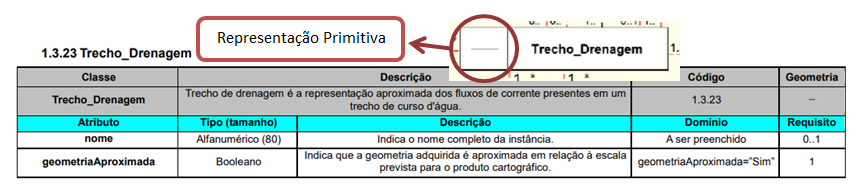 Representação Primitiva
Trecho_Drenagem
1.
1 *
1 *
1.3.23 Trecho_Drenagem
Classe Descrição Código Geometria
Trecho_Drenagem Trecho de drenagem é a representação aproximada dos fluxos de corrente presentes em um trecho de curso d'água. 1.3.23 –
Atributo Tipo (tamanho) Descrição Domínio Requisito
nome Alfanumérico (80) Indica o nome completo da instância. A ser preenchido 0..1
geometriaAproximada Booleano Indica que a geometria adquirida é aproximada em relação à escala prevista para o produto cartográfico. geometriaAproximada="Sim" 1